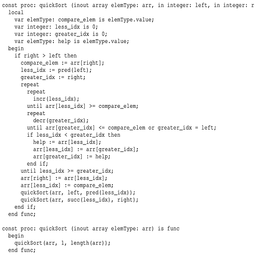 const proc: quickSort (inout array elemType: arr, in integer: left, in integer: r
  local
    var elemType: compare_elem is elemType.value;
    var integer: less_idx is 0;
    var integer: greater_idx is 0;
    var elemType: help is elemType.value;
  begin
    if right > left then
      compare_elem := arr[right];
      less_idx := pred(left);
      greater_idx := right;
      repeat
        repeat
          incr(less_idx);
        until arr[less_idx] >= compare_elem;
        repeat
          decr(greater_idx);
        until arr[greater_idx] <= compare_elem or greater_idx = left;
        if less_idx < greater_idx then
          help := arr[less_idx];
          arr[less_idx] := arr[greater_idx];
          arr[greater_idx] := help;
        end if;
      until less_idx >= greater_idx;
      arr[right] := arr[less_idx];
      arr[less_idx] := compare_elem;
      quickSort(arr, left, pred(less_idx));
      quickSort(arr, succ(less_idx), right);
    end if;
  end func;

const proc: quickSort (inout array elemType: arr) is func
  begin
    quickSort(arr, 1, length(arr));
  end func;